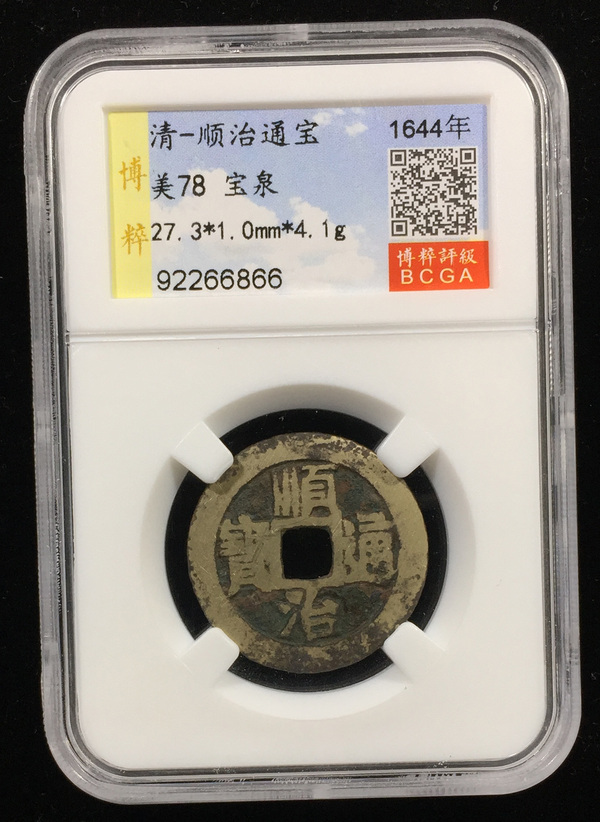 清-顺治通宝
1644年
美78 宝泉
27.3*1.0mm*4.1g
92266866
博粹
博粹評級
BCGA
順治通寶